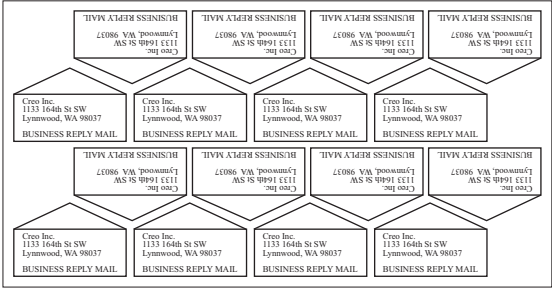 Creo Inc.
1133 164th St SW
Lynnwood, WA 98037
BUSINESS REPLY MAIL
Creo Inc.
1133 164th St SW
Lynnwood, WA 98037
BUSINESS REPLY MAIL
Creo Inc.
1133 164th St SW
Lynnwood, WA 98037
BUSINESS REPLY MAIL
Creo Inc.
1133 164th St SW
Lynnwood, WA 98037
BUSINESS REPLY MAIL
Creo Inc.
1133 164th St SW
Lynnwood, WA 98037
BUSINESS REPLY MAIL
Creo Inc.
1133 164th St SW
Lynnwood, WA 98037
BUSINESS REPLY MAIL
Creo Inc.
1133 164th St SW
Lynnwood, WA 98037
BUSINESS REPLY MAIL
Creo Inc.
1133 164th St SW
Lynnwood, WA 98037
BUSINESS REPLY MAIL
Creo Inc.
1133 164th St SW
Lynnwood, WA 98037
BUSINESS REPLY MAIL
Creo Inc.
1133 164th St SW
Lynnwood, WA 98037
BUSINESS REPLY MAIL
Creo Inc.
1133 164th St SW
Lynnwood, WA 98037
BUSINESS REPLY MAIL
Creo Inc.
1133 164th St SW
Lynnwood, WA 98037
BUSINESS REPLY MAIL
Creo Inc.
1133 164th St SW
Lynnwood, WA 98037
BUSINESS REPLY MAIL
Creo Inc.
1133 164th St SW
Lynnwood, WA 98037
BUSINESS REPLY MAIL
Creo Inc.
1133 164th St SW
Lynnwood, WA 98037
BUSINESS REPLY MAIL
Creo Inc.
1133 164th St SW
Lynnwood, WA 98037
BUSINESS REPLY MAIL